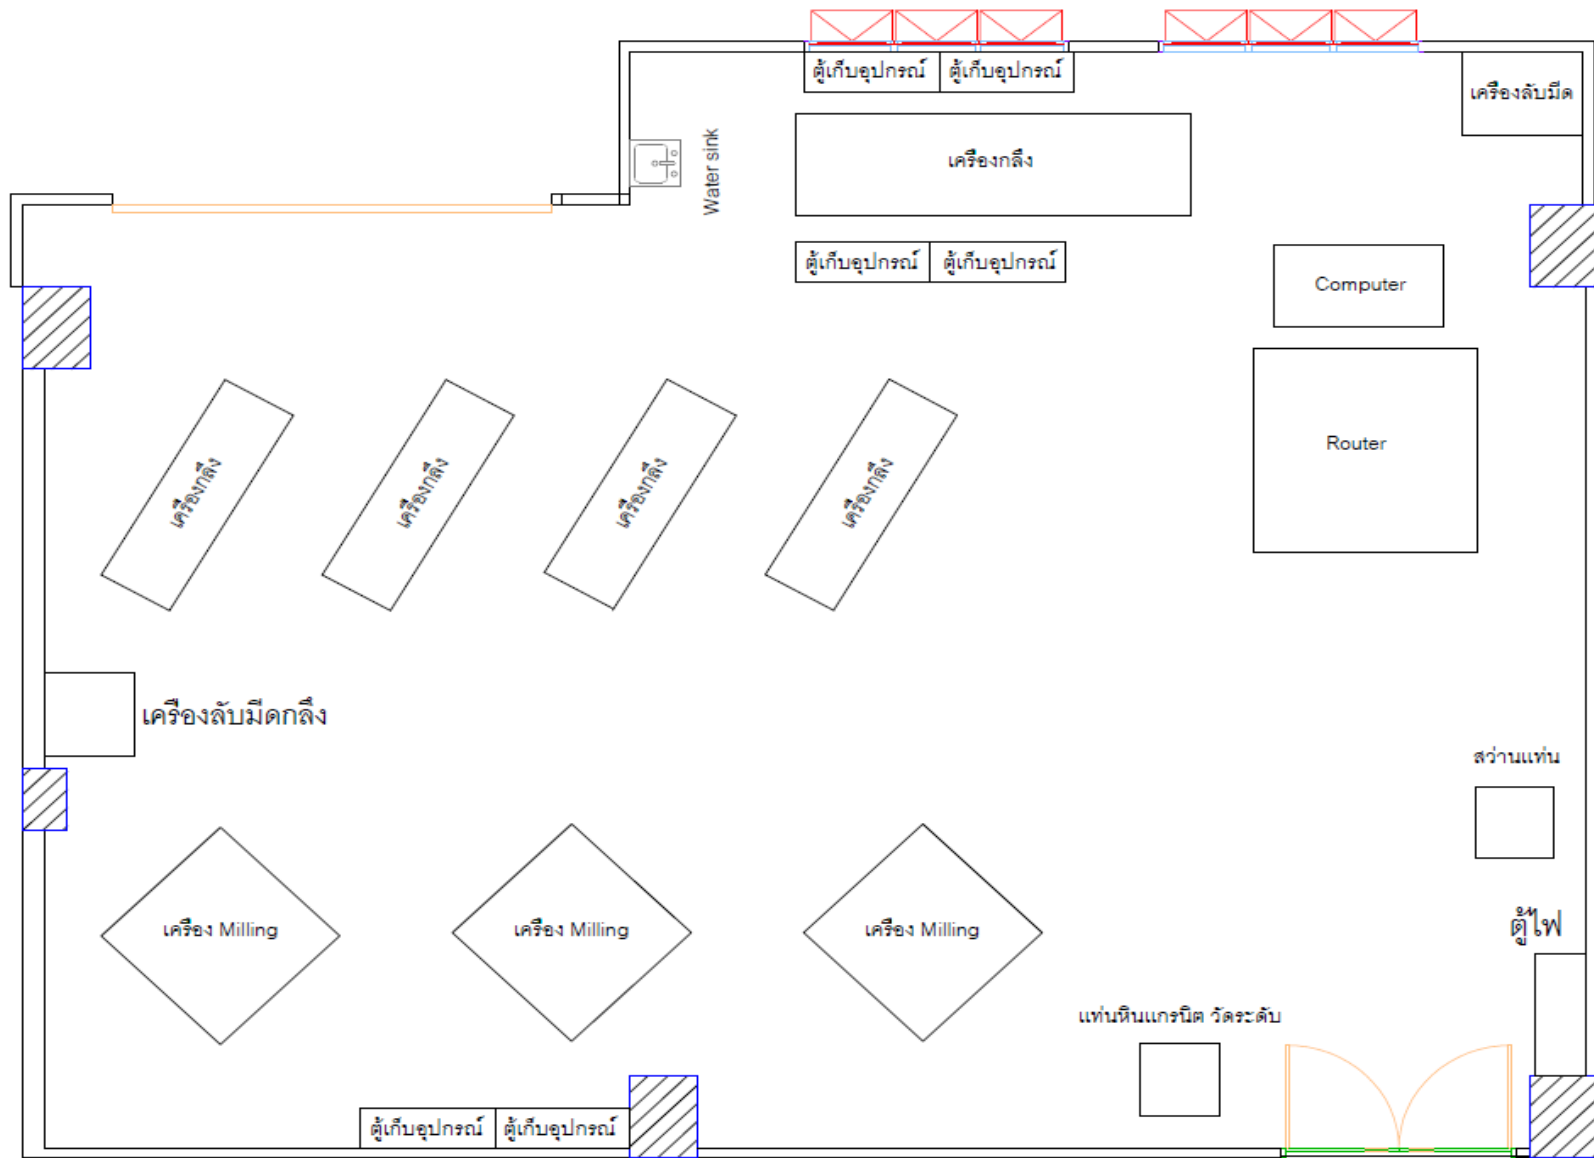 ตู้เก็บอุปกรณ์ ตู้เก็บอุปกรณ์
เครื่องลับมีด
Water sink
เครื่องกลึง
ตู้เก็บอุปกรณ์ ตู้เก็บอุปกรณ์
Computer
Router
เครื่องกลึง
เครื่องกลึง
เครื่องกลึง
เครื่องกลึง
เครื่องลับมีดกลึง
สว่านแท่น
เครื่อง Milling
เครื่อง Milling
เครื่อง Milling
ตู้ไฟ
แท่นหินแกรนิต วัดระดับ
ตู้เก็บอุปกรณ์ ตู้เก็บอุปกรณ์